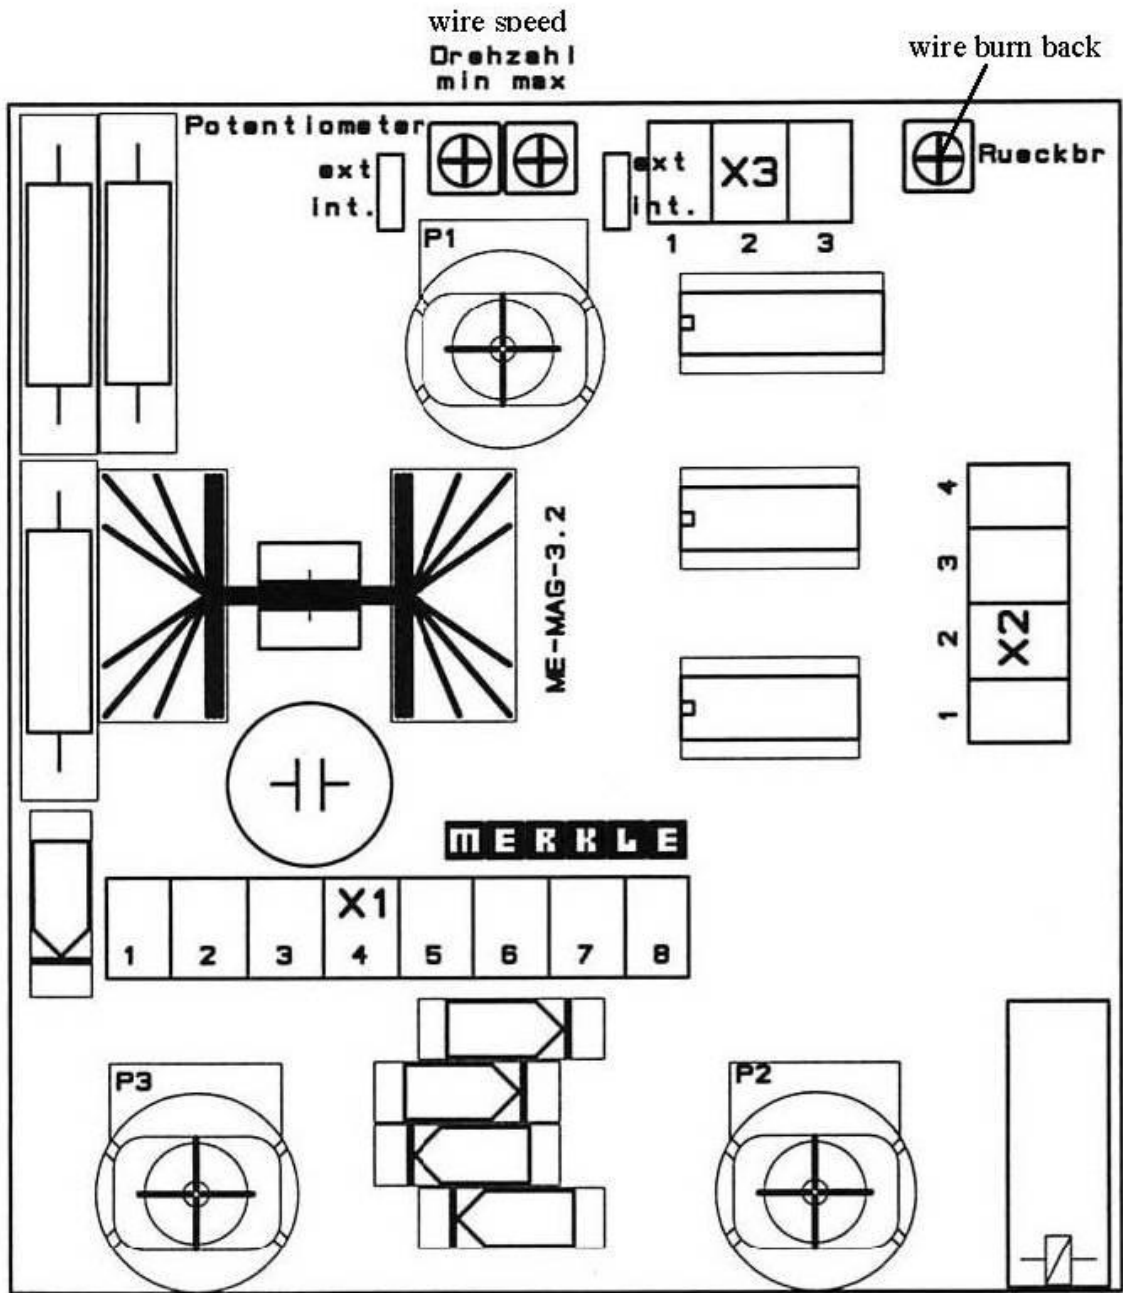 wire speed
Drehzahl
min max
wire burn back
Potentiometer
ext
int.
ext
int.
X3
1 2 3
Rueckbr
P1
ME-MAG-3.2
4
3
2
1
X2
MERKLE
X1
1 2 3 4 5 6 7 8
P3
P2